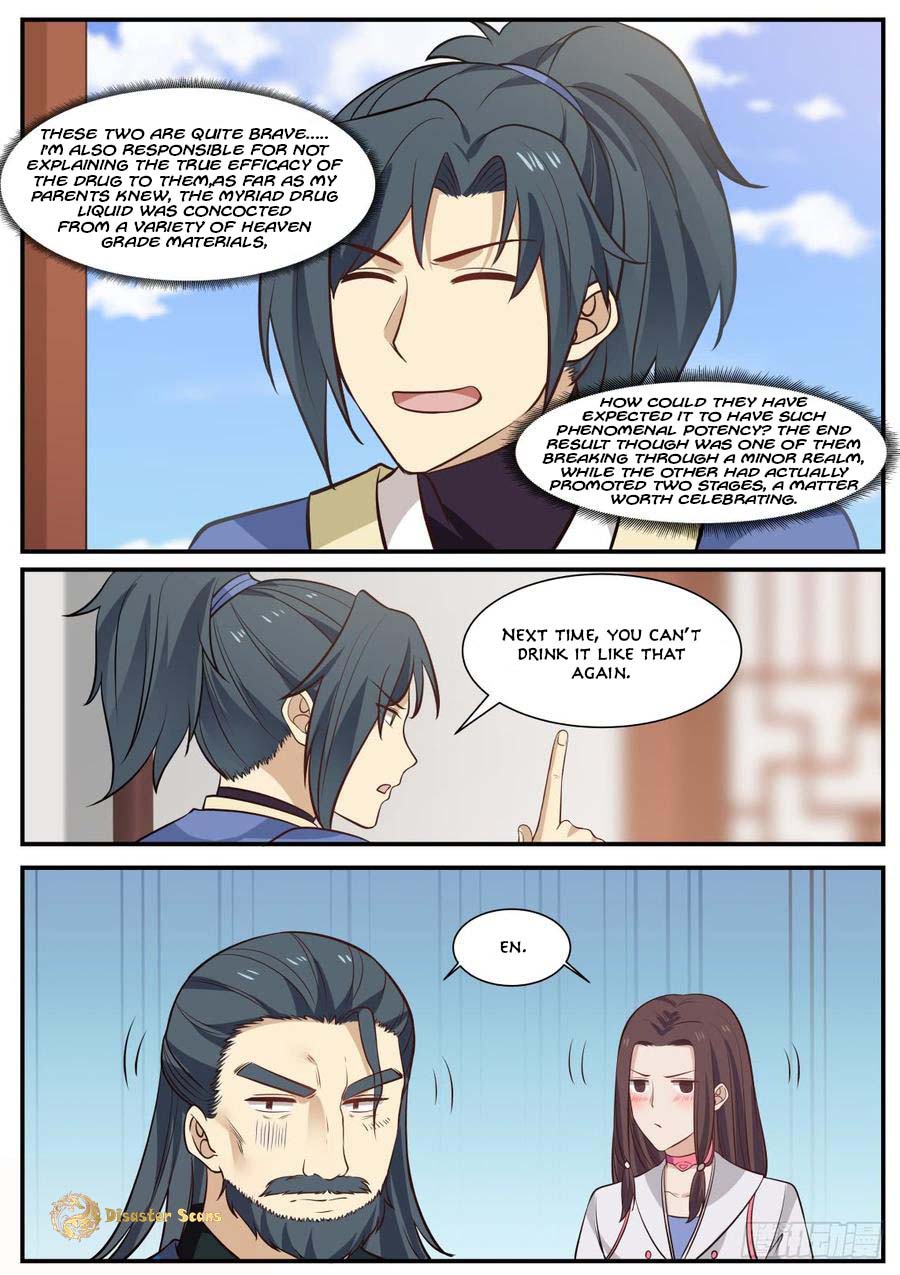 THESE TWO ARE QUITE BRAVE.....
I'M ALSO RESPONSIBLE FOR NOT
EXPLAINING THE TRUE EFFICACY OF
THE DRUG TO THEM,AS FAR AS MY
PARENTS KNEW, THE MYRIAD DRUG
LIQUID WAS CONCOCTED
FROM A VARIETY OF HEAVEN
GRADE MATERIALS,
HOW COULD THEY HAVE
EXPECTED IT TO HAVE SUCH
PHENOMENAL POTENCY? THE END
RESULT THOUGH WAS ONE OF THEM
BREAKING THROUGH A MINOR REALM,
WHILE THE OTHER HAD ACTUALLY
PROMOTED TWO STAGES, A MATTER
WORTH CELEBRATING.
NEXT TIME, YOU CAN'T
DRINK IT LIKE THAT
AGAIN.
EN.
Disaster Scans
腾讯动漫